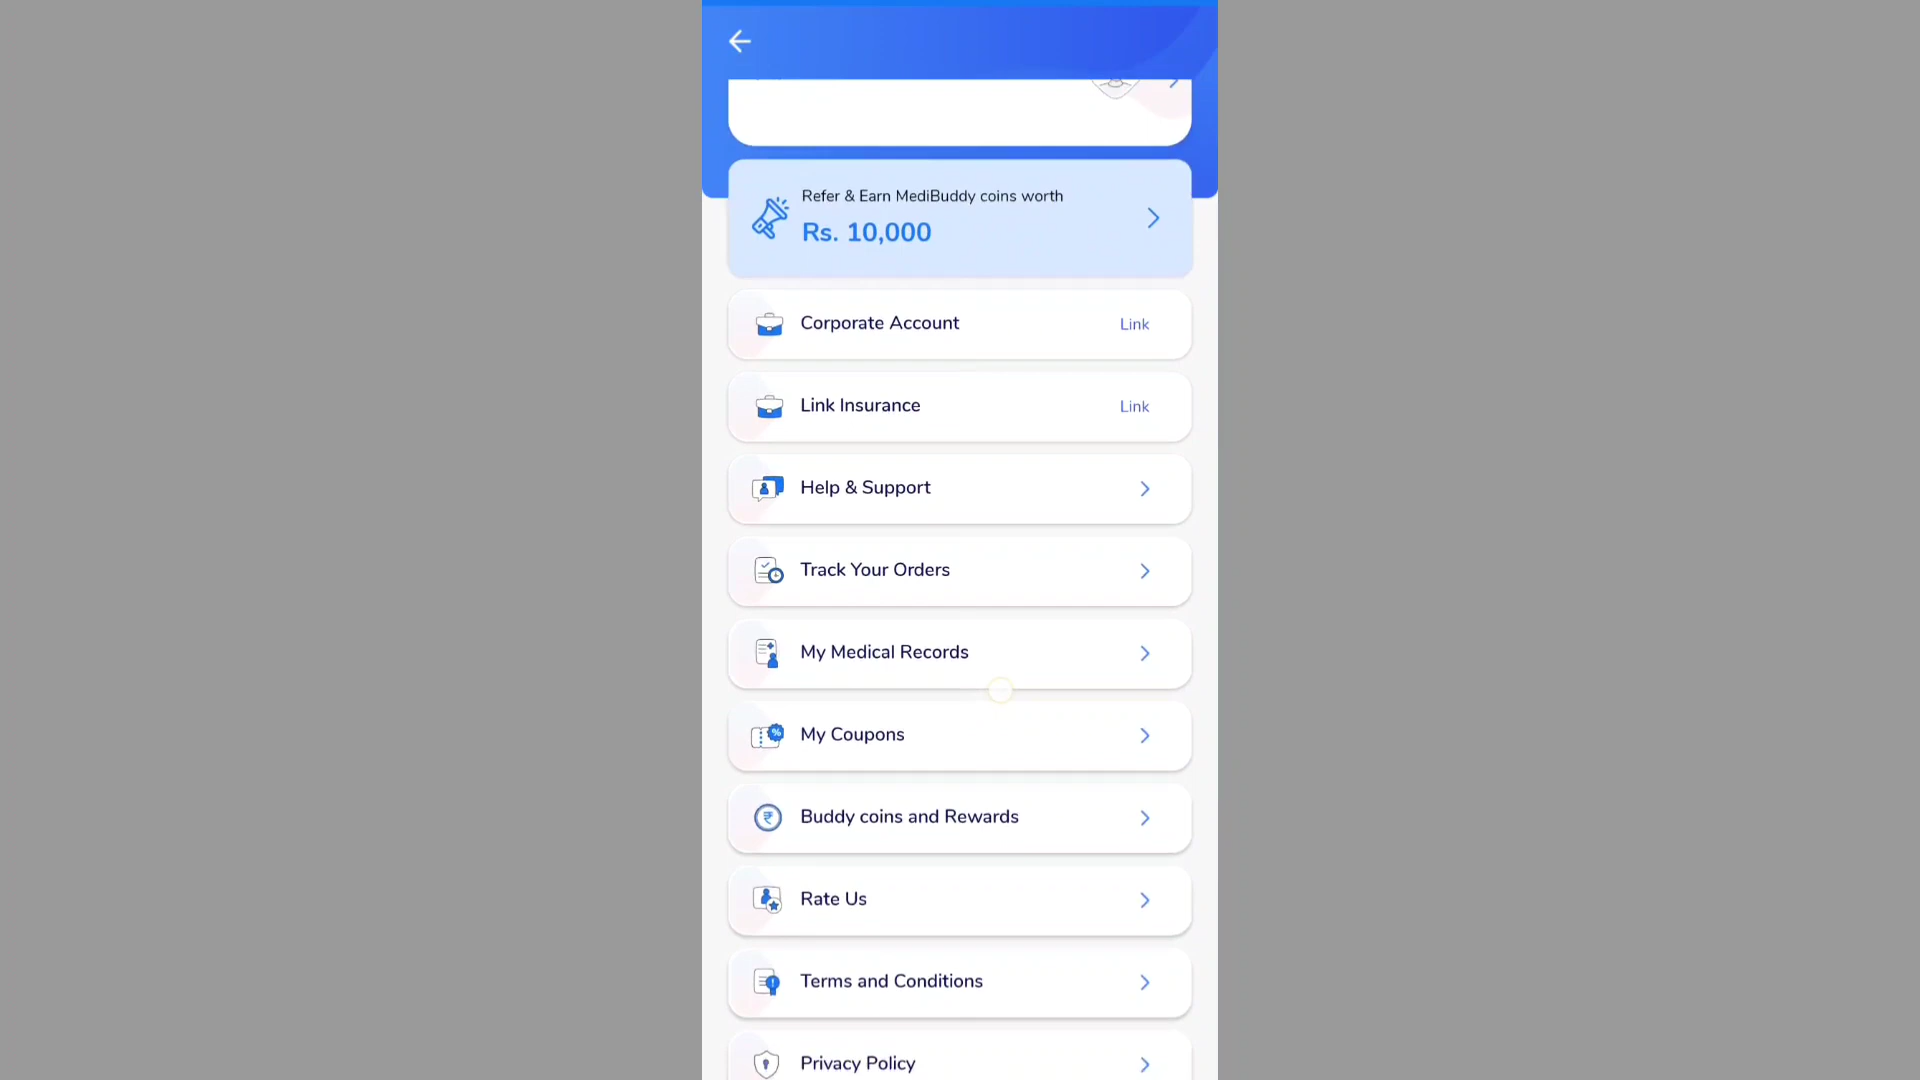 Refer & Earn MediBuddy coins worth
Rs. 10,000
Corporate Account Link
Link Insurance Link
Help & Support
Track Your Orders
My Medical Records
My Coupons
Buddy coins and Rewards
Rate Us
Terms and Conditions
Privacy Policy